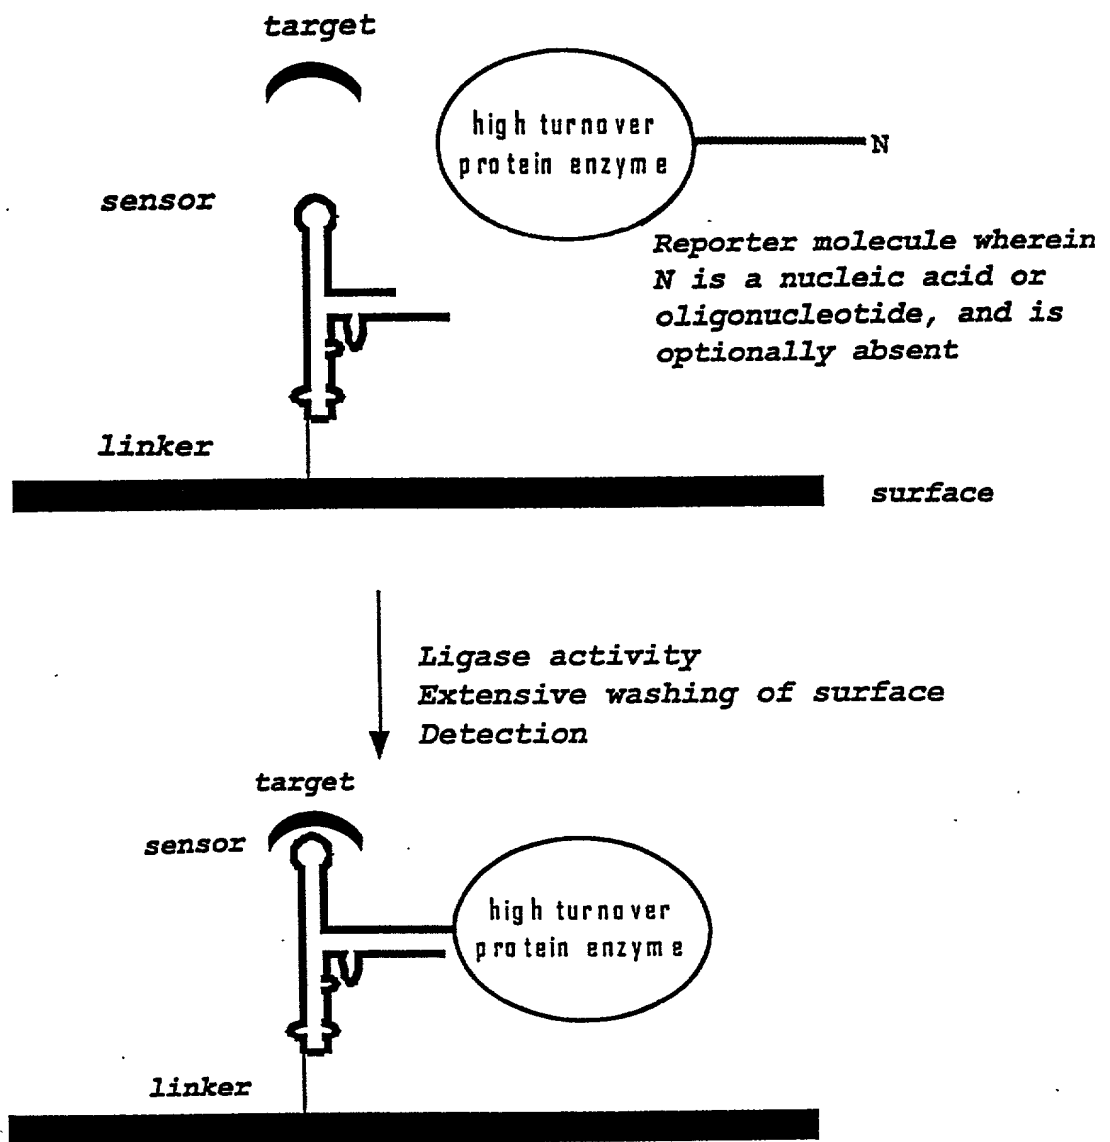 target
high turnover
protein enzyme
N
sensor
Reporter molecule wherein
N is a nucleic acid or
oligonucleotide, and is
optionally absent
linker
surface
Ligase activity
Extensive washing of surface
Detection
target
sensor
high turnover
protein enzyme
linker